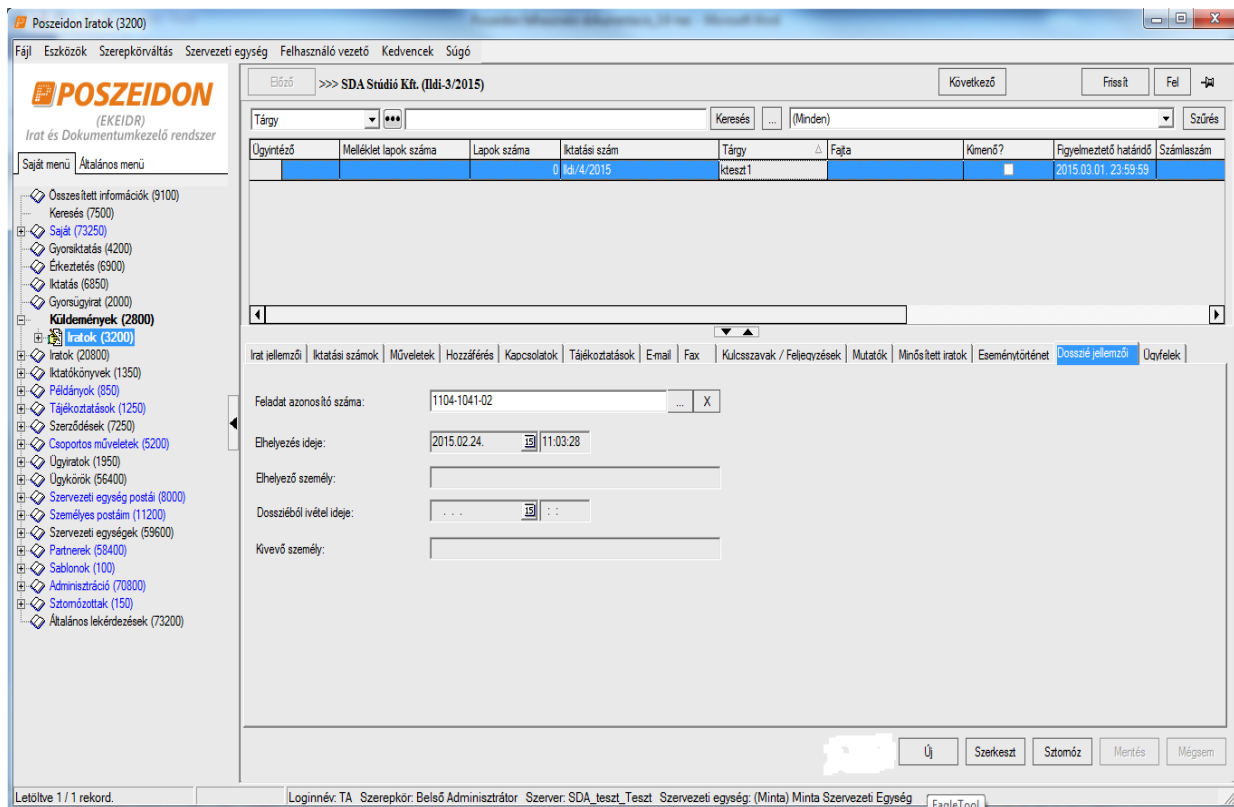 Poszeidon Iratok (3200)
Fájl Eszközök Szerepkörváltás Szervezeti egység Felhasználó vezető Kedvencek Súgó
POSZEIDON
(EKEIDR)
Irat és Dokumentumkezelő rendszer
Saját menü Általános menü
Összesített információk (9100)
Keresés (7500)
Saját (73250)
Gyorsiktatás (4200)
Érkeztetés (6900)
Iktatás (6850)
Gyorsügyirat (2000)
Küldemények (2800)
Iratok (3200)
Iratok (20800)
Iktatókönyvek (1350)
Példányok (850)
Tájékoztatások (1250)
Szerződések (7250)
Csoportos műveletek (5200)
Ügyiratok (1950)
Ügykörök (56400)
Szervezeti egység postái (8000)
Személyes postáim (11200)
Szervezeti egységek (59600)
Partnerek (58400)
Sablonok (100)
Adminisztráció (70800)
Sztornózottak (150)
Általános lekérdezések (73200)
Előző >>> SDA Stúdió Kft. (Ildi-3/2015) Következő Frissít Fel
Tárgy ... Keresés ... (Minden) Szűrés
Ügyintéző Melléklet lapok száma Lapok száma Iktatási szám Tárgy Fajta Kimenő? Figyelmeztető határidő Számlaszám
0 Ildi/4/2015 kteszt1 2015.03.01. 23:59:59
Irat jellemzői Iktatási számok Műveletek Hozzáférés Kapcsolatok Tájékoztatások E-mail Fax Kulcsszavak / Feljegyzések Mutatók Minősített iratok Eseménytörténet Dosszié jellemzői Ügyfelek
Feladat azonosító száma: 1104-1041-02 ... X
Elhelyezés ideje: 2015.02.24. 15 11:03:28
Elhelyező személy:
Dossziéból ivétel ideje: . . . 15 : :
Kivevő személy:
Új Szerkeszt Sztornóz Mentés Mégsem
Letöltve 1 / 1 rekord. Loginnév: TA Szerepkör: Belső Adminisztrátor Szerver: SDA_teszt_Teszt Szervezeti egység: (Minta) Minta Szervezeti Egység EagleTool